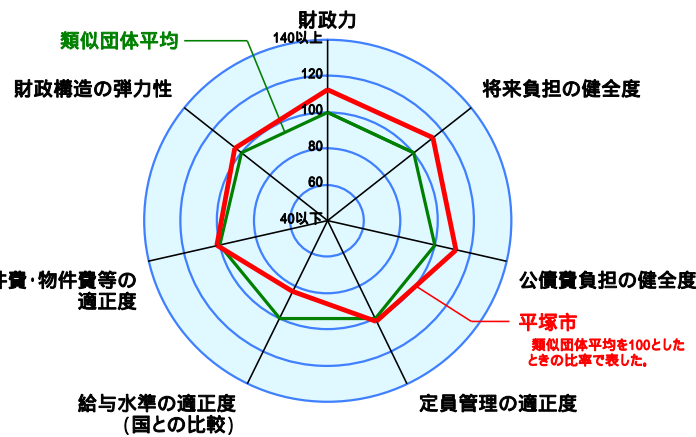 財政力
140以上
類似団体平均
120
財政構造の弾力性
将来負担の健全度
100
80
60
40以下
件費・物件費等の
適正度
公債費負担の健全度
平塚市
類似団体平均を100とした
ときの比率で表した。
給与水準の適正度
(国との比較)
定員管理の適正度